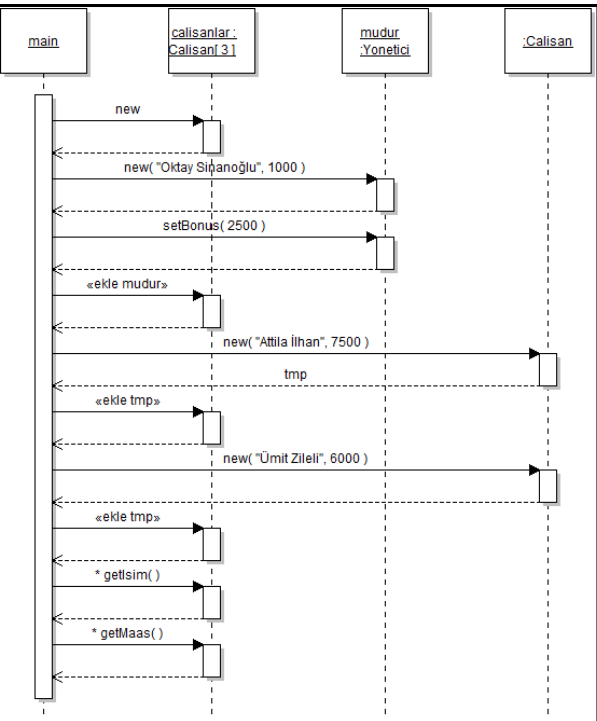 main
calisanlar :
Calisan[ 3 ]
mudur
:Yonetici
:Calisan
new
new( "Oktay Sinanoğlu", 1000 )
setBonus( 2500 )
«ekle mudur»
new( "Attila İlhan", 7500 )
tmp
«ekle tmp»
new( "Ümit Zileli", 6000 )
«ekle tmp»
* getIsim( )
* getMaas( )